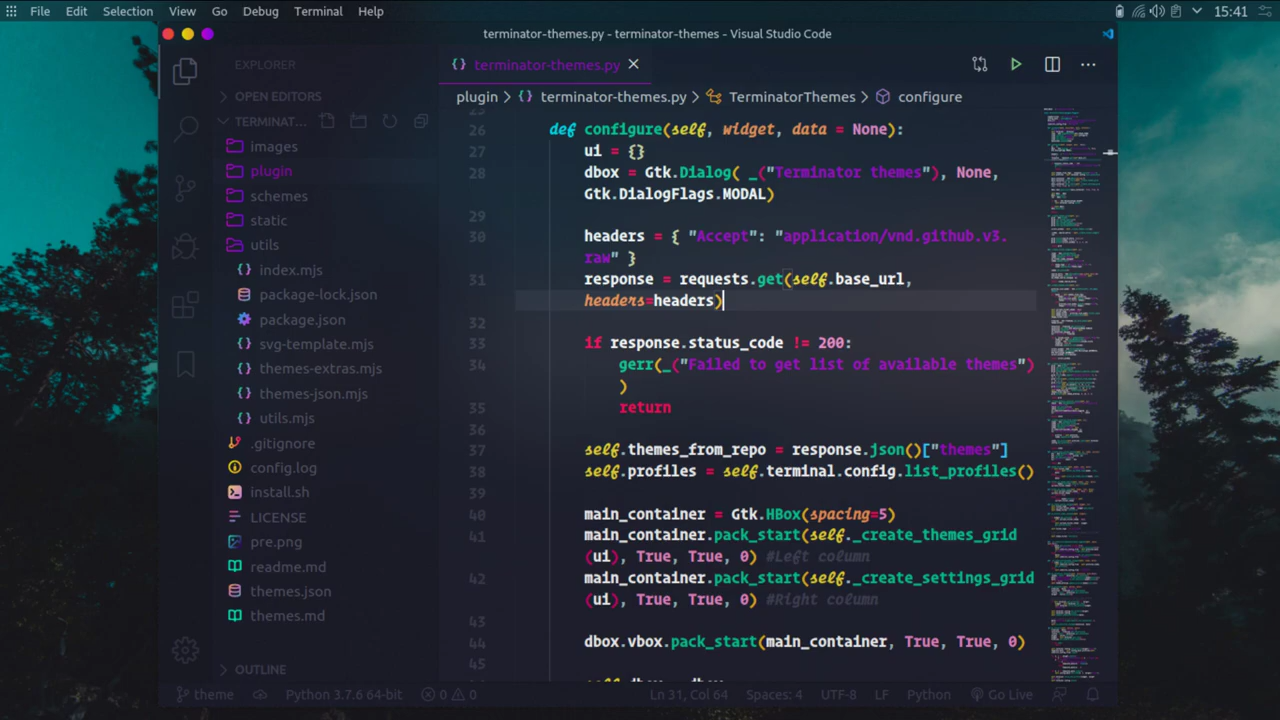 File Edit Selection View Go Debug Terminal Help 15:41
terminator-themes.py - terminator-themes - Visual Studio Code
EXPLORER
OPEN EDITORS
TERMINAT...
images
plugin
schemes
static
utils
index.mjs
package-lock.json
package.json
svg-template.mjs
themes-extras.mjs
themes-json.mjs
utils.mjs
.gitignore
config.log
install.sh
LICENSE
pre.png
readme.md
themes.json
themes.md
OUTLINE
terminator-themes.py
plugin > terminator-themes.py > TerminatorThemes > configure
25
26 def configure(self, widget, data = None):
27 ui = {}
28 dbox = Gtk.Dialog( _("Terminator themes"), None,
Gtk.DialogFlags.MODAL)
29
30 headers = { "Accept": "application/vnd.github.v3.
raw" }
31 response = requests.get(self.base_url,
headers=headers)
32
33 if response.status_code != 200:
34 gerr(_("Failed to get list of available themes")
)
35 return
36
37 self.themes_from_repo = response.json()["themes"]
38 self.profiles = self.terminal.config.list_profiles()
39
40 main_container = Gtk.HBox(spacing=5)
41 main_container.pack_start(self._create_themes_grid
(ui), True, True, 0) #Left column
42 main_container.pack_start(self._create_settings_grid
(ui), True, True, 0) #Right column
43
44 dbox.vbox.pack_start(main_container, True, True, 0)
45
theme Python 3.7.6 64-bit 0 0 Ln 31, Col 64 Spaces: 4 UTF-8 LF Python Go Live